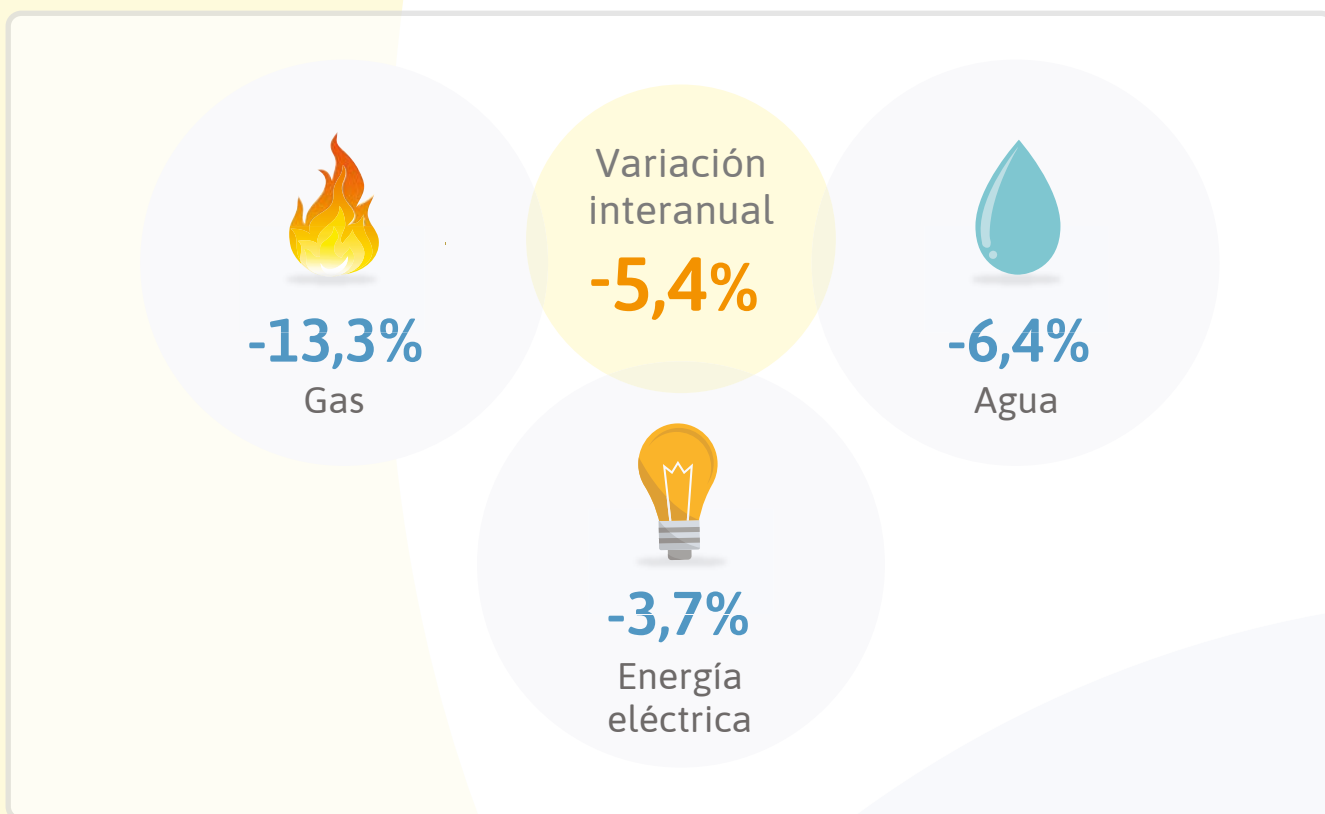 Variación
interanual
-5,4%
-13,3%
Gas
-6,4%
Agua
-3,7%
Energía
eléctrica